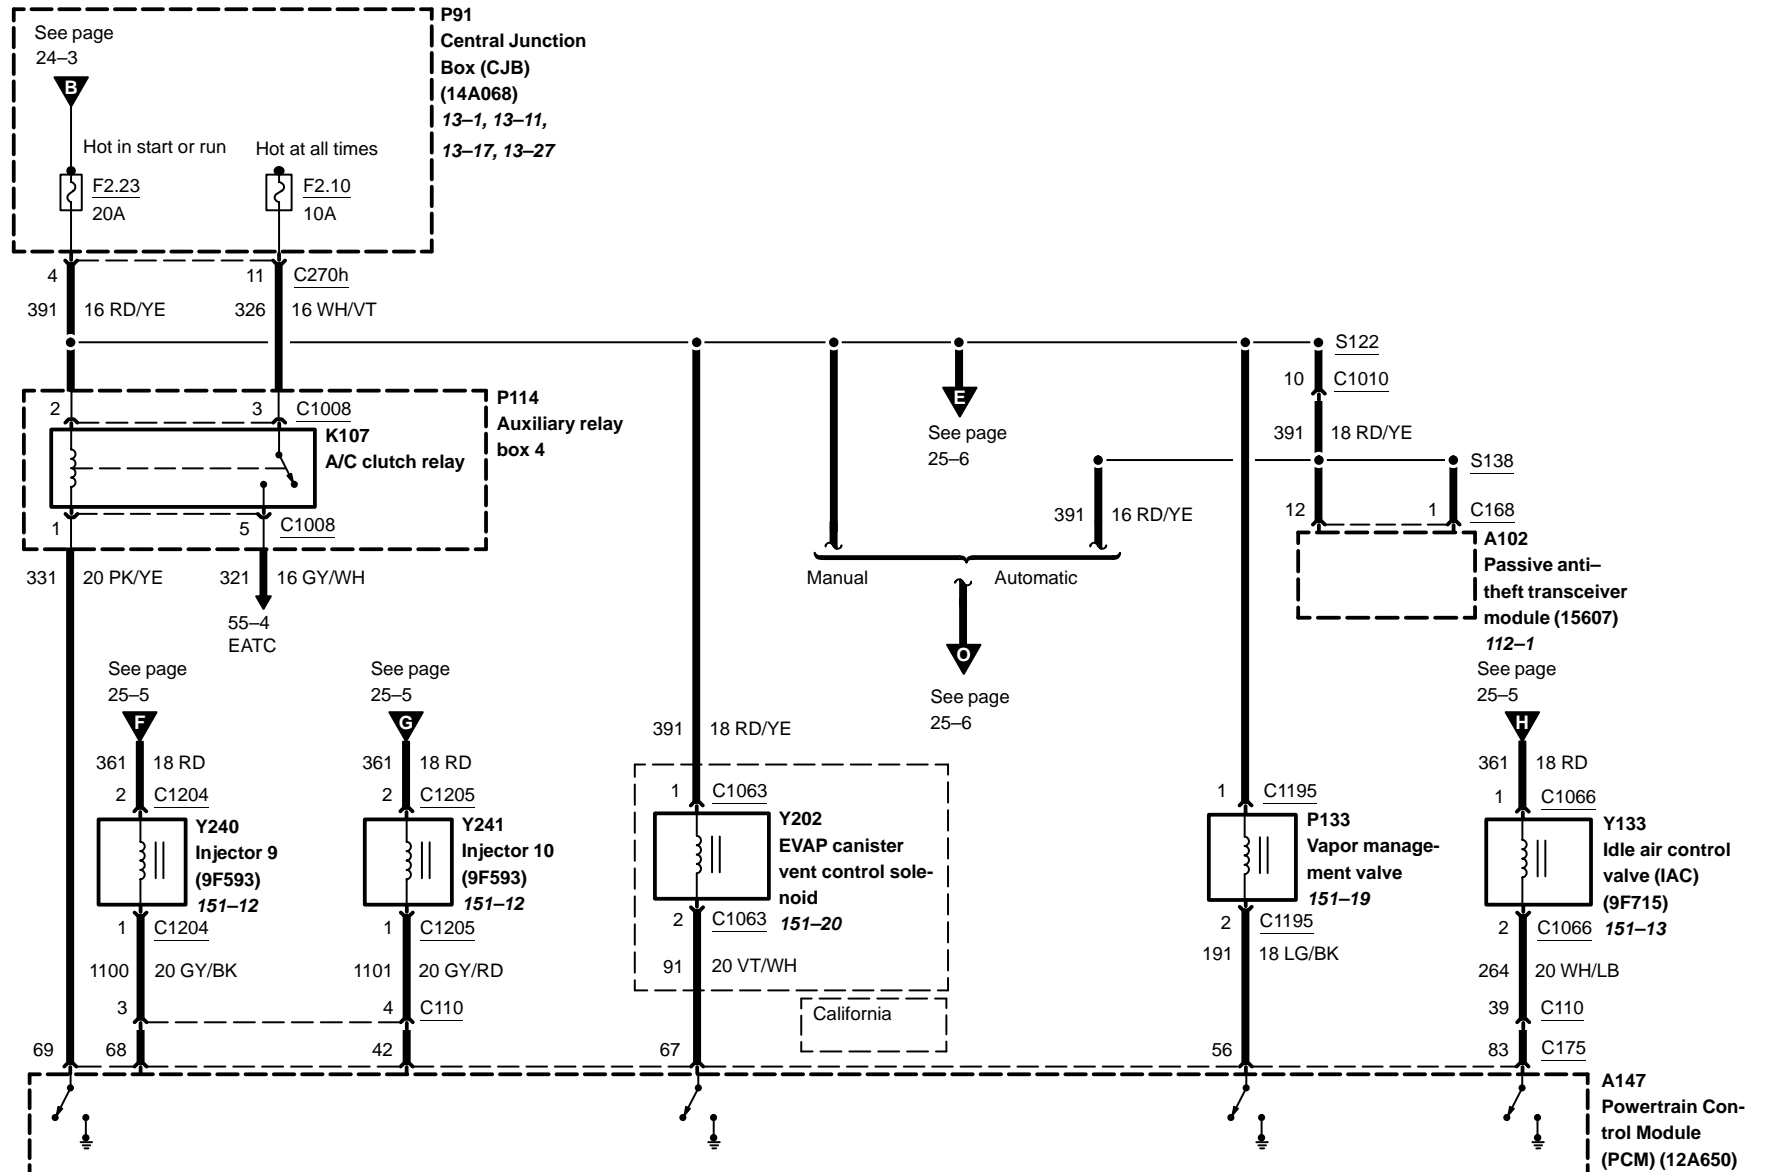 See page
24–3
B
Hot in start or run
Hot at all times
F2.23
20A
F2.10
10A
P91
Central Junction
Box (CJB)
(14A068)
13–1, 13–11,
13–17, 13–27
4
11
C270h
391
16 RD/YE
326
16 WH/VT
S122
10
C1010
2
3
C1008
P114
Auxiliary relay
box 4
K107
A/C clutch relay
E
See page
25–6
391
18 RD/YE
S138
1
5
C1008
391
16 RD/YE
12
1
C168
A102
Passive anti–
theft transceiver
module (15607)
112–1
331
20 PK/YE
321
16 GY/WH
55–4
EATC
Manual
Automatic
O
See page
25–6
See page
25–5
F
See page
25–5
G
See page
25–5
H
391
18 RD/YE
361
18 RD
361
18 RD
361
18 RD
2
C1204
2
C1205
1
C1063
1
C1195
1
C1066
Y240
Injector 9
(9F593)
151–12
Y241
Injector 10
(9F593)
151–12
Y202
EVAP canister
vent control sole-
noid
151–20
P133
Vapor manage-
ment valve
151–19
Y133
Idle air control
valve (IAC)
(9F715)
151–13
1
C1204
1
C1205
2
C1063
2
C1195
2
C1066
1100
20 GY/BK
1101
20 GY/RD
91
20 VT/WH
191
18 LG/BK
264
20 WH/LB
3
4
C110
California
39
C110
69
68
42
67
56
83
C175
A147
Powertrain Con-
trol Module
(PCM) (12A650)